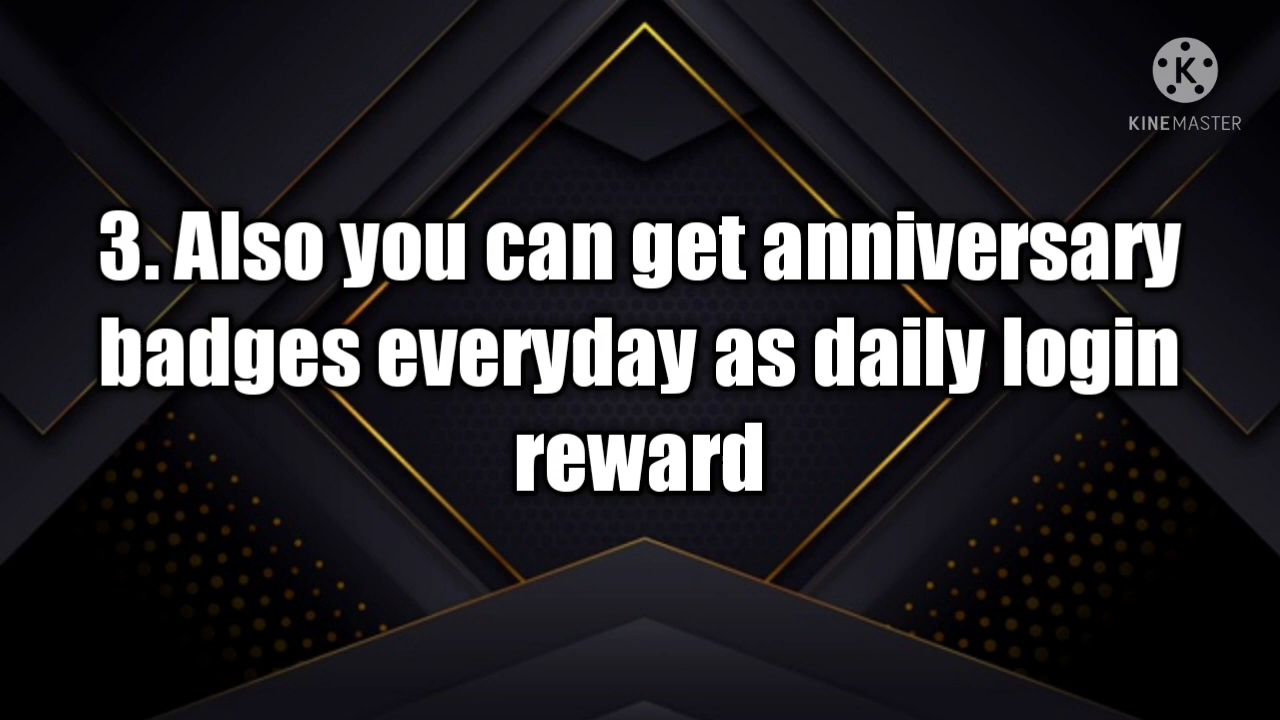 K
KINEMASTER
3. Also you can get anniversary
badges everyday as daily login
reward